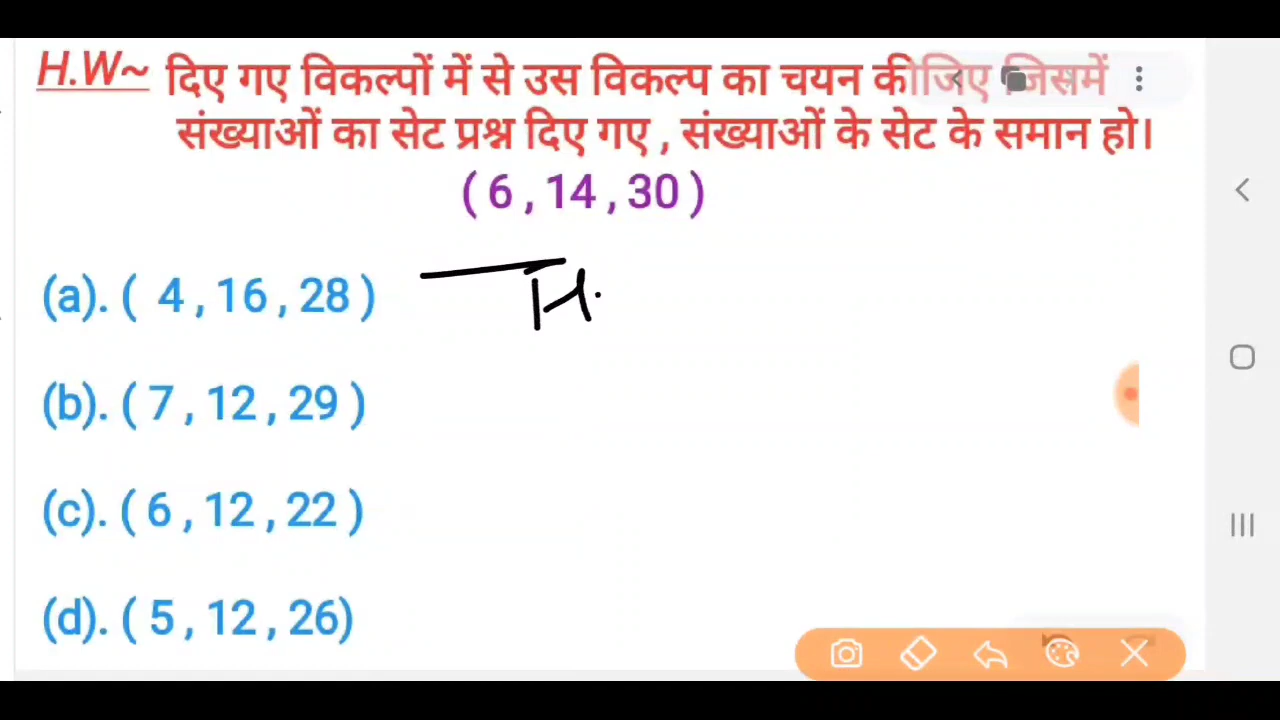 H.W~ दिए गए विकल्पों में से उस विकल्प का चयन कीजिए जिसमें
संख्याओं का सेट प्रश्न दिए गए , संख्याओं के सेट के समान हो।
( 6 , 14 , 30 )
(a). ( 4 , 16 , 28 )
H.
(b). ( 7 , 12 , 29 )
(c). ( 6 , 12 , 22 )
(d). ( 5 , 12 , 26)